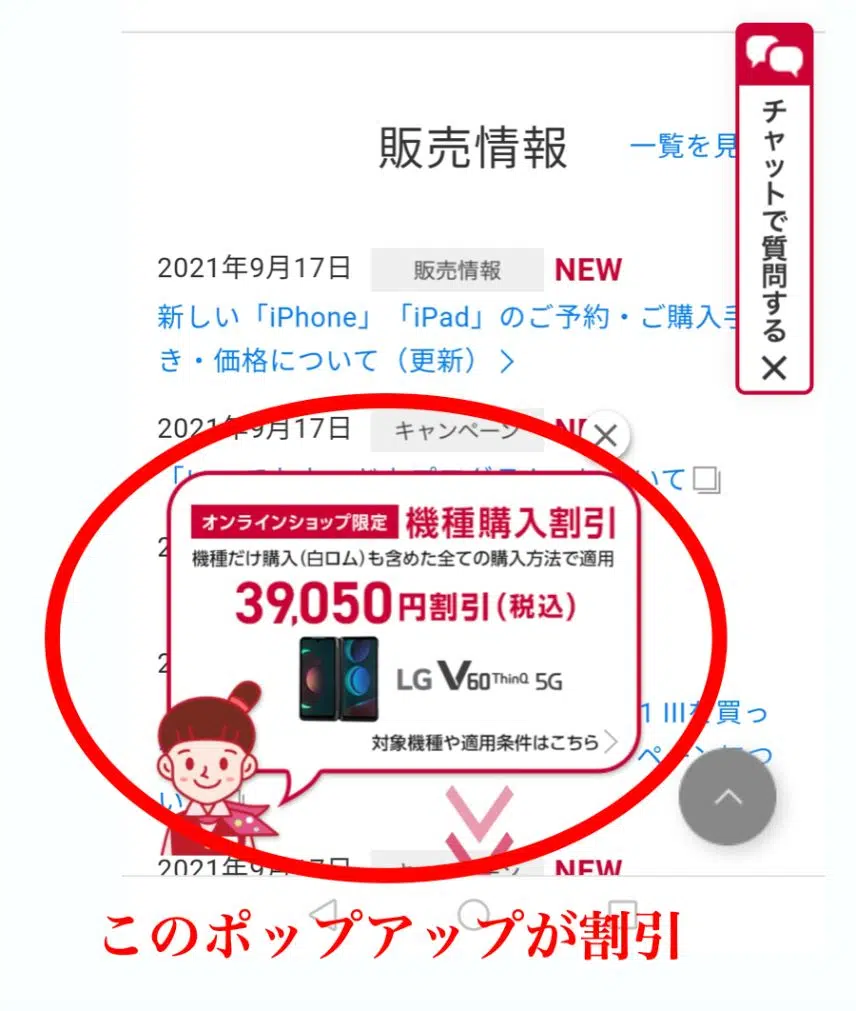 販売情報
一覧を見
チャットで質問する
2021年9月17日 販売情報 NEW
新しい「iPhone」「iPad」のご予約・ご購入手
き・価格について（更新）
2021年9月17日 キャンペーン
いて
オンラインショップ限定 機種購入割引
機種だけ購入（白ロム）も含めた全ての購入方法で適用
39,050円割引（税込）
LG V60 ThinQ 5G
1 IIIを買っ
対象機種や適用条件はこちら
い
2021年9月17日 NEW
このポップアップが割引